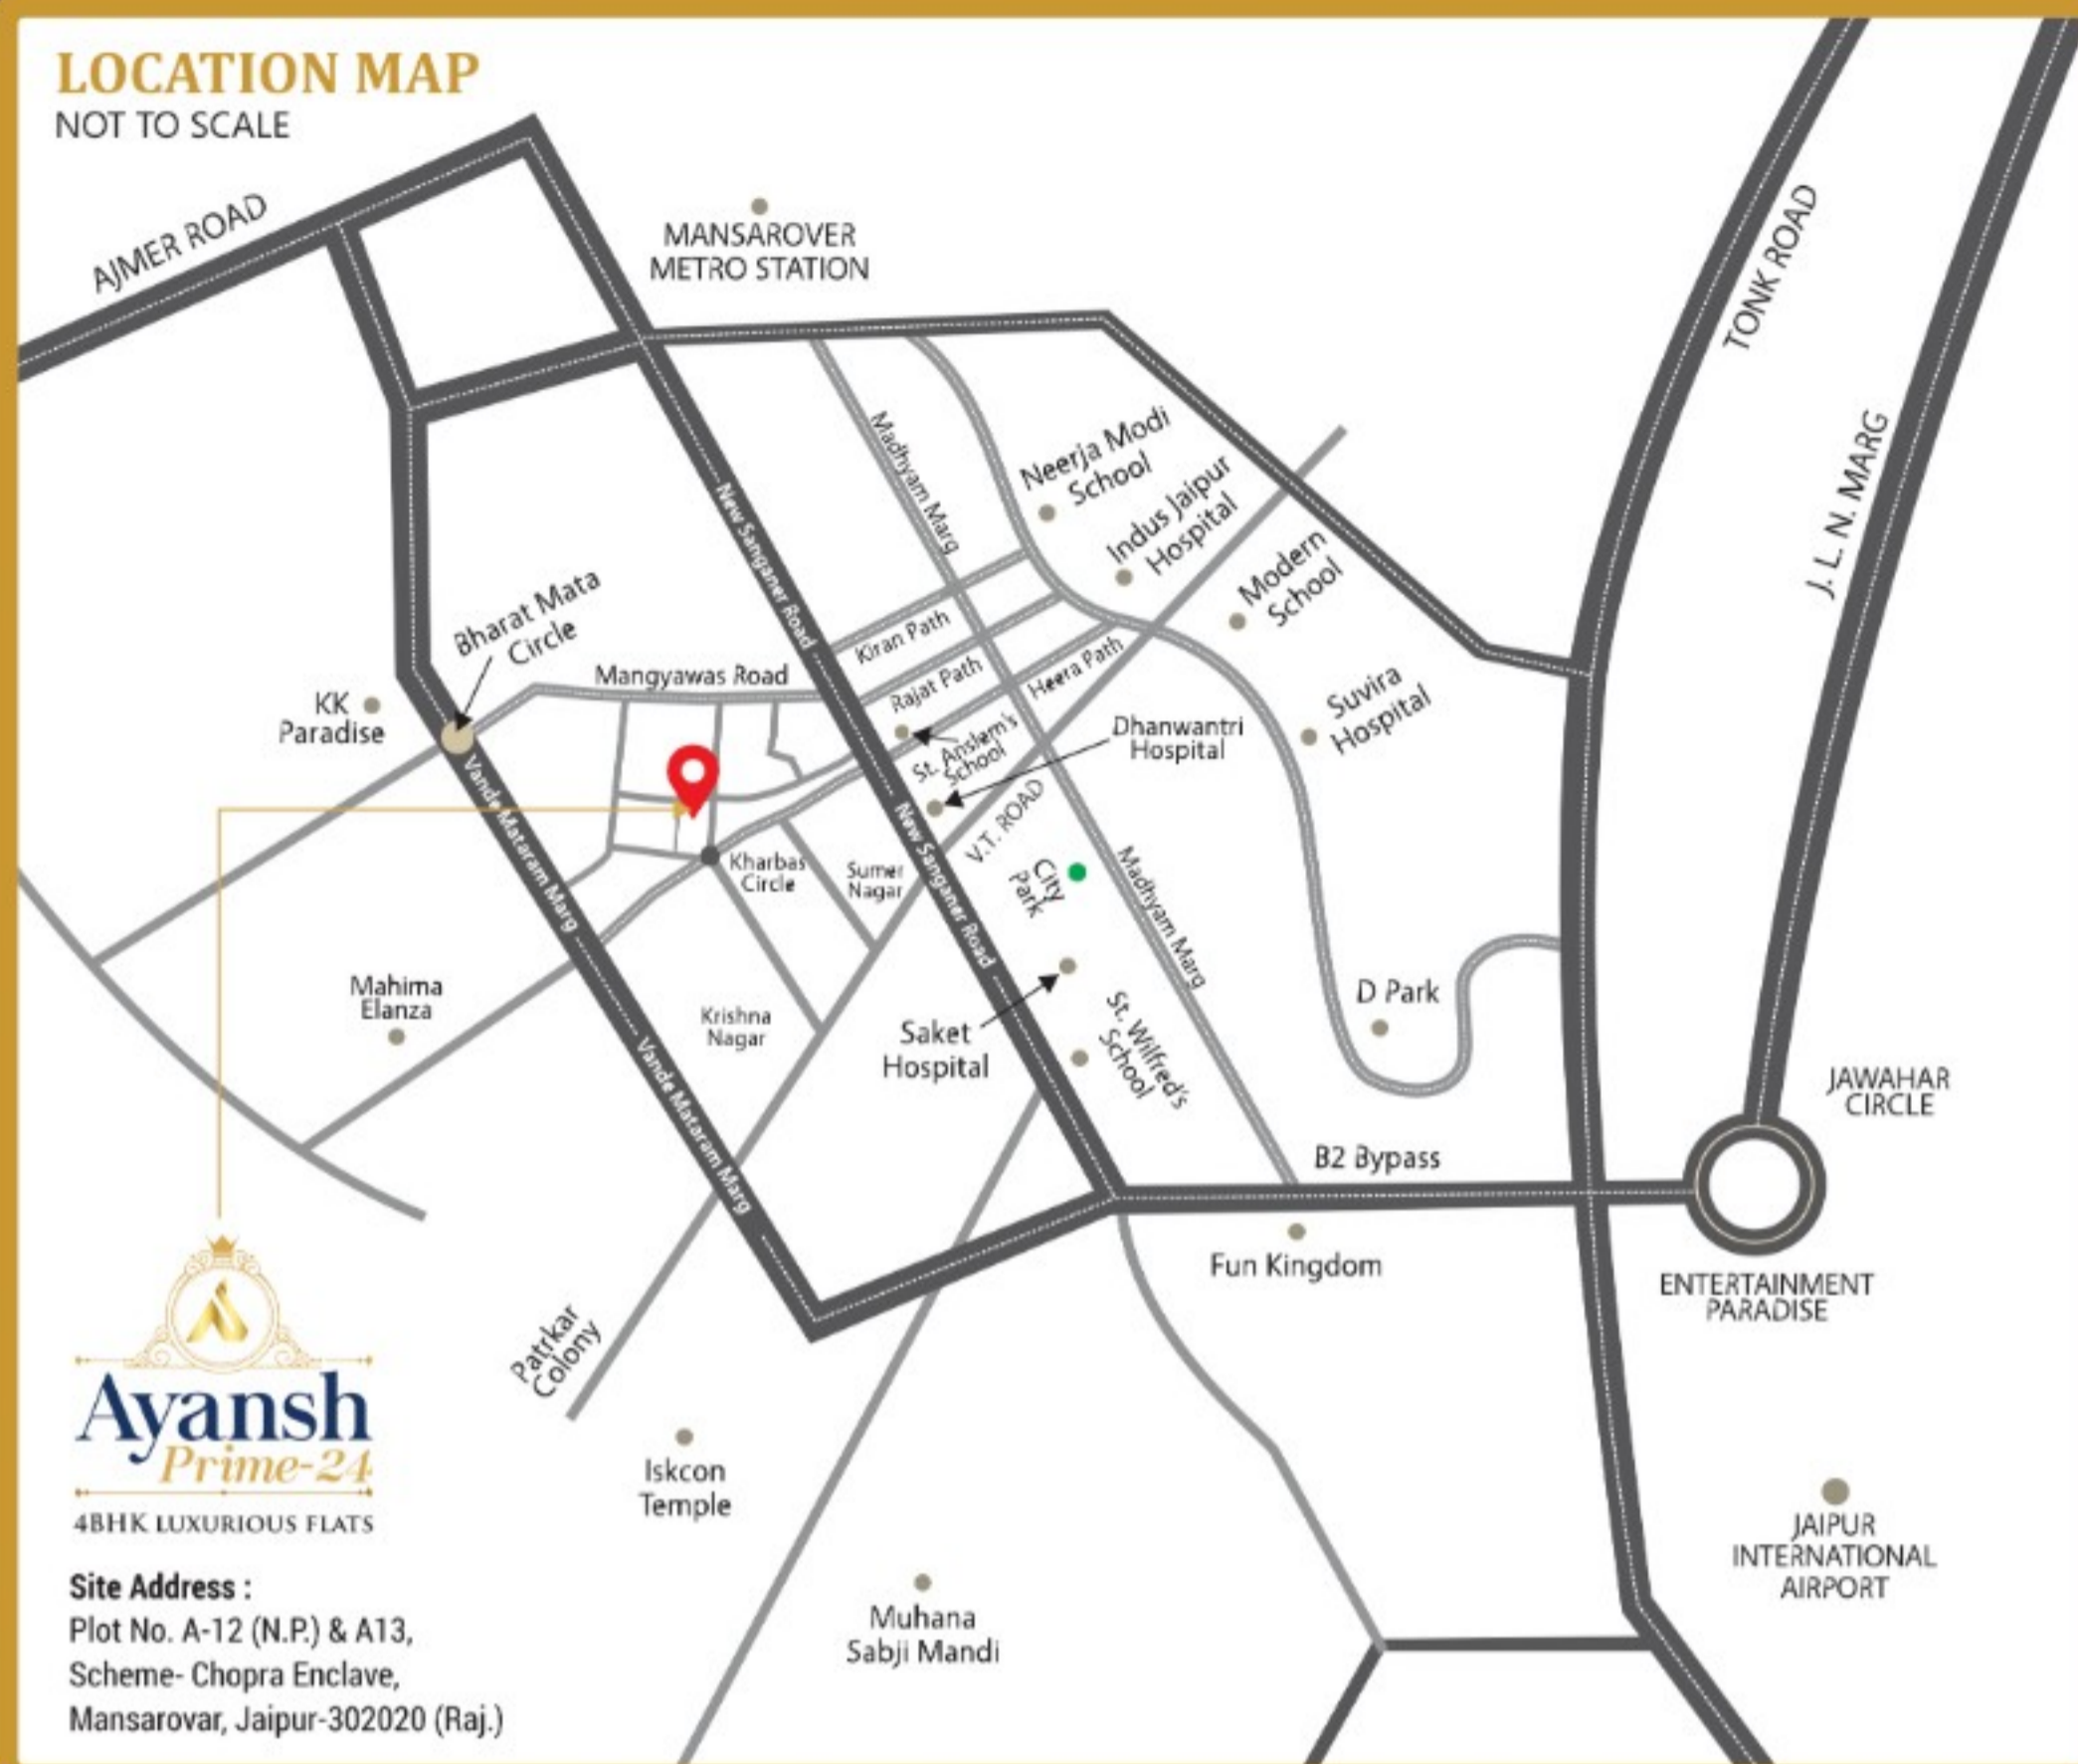 LOCATION MAP
NOT TO SCALE
AJMER ROAD
MANSAROVER
METRO STATION
TONK ROAD
J. L. N. MARG
Madhyam Marg
Neerja Modi
School
Indus Jaipur
Hospital
Modern
School
New Sanganer Road
Bharat Mata
Circle
Kiran Path
Mangyawas Road
Rajat Path
Heera Path
KK
Paradise
Suvira
Hospital
St. Anslem's
School
Dhanwantri
Hospital
Vande Mataram Marg
V.T. ROAD
New Sanganer Road
Kharbas
Circle
Sumer
Nagar
City
Park
Madhyam Marg
Mahima
Elanza
Krishna
Nagar
Saket
Hospital
St. Wilfred's
School
D Park
Vande Mataram Marg
JAWAHAR
CIRCLE
B2 Bypass
Fun Kingdom
ENTERTAINMENT
PARADISE
Patrkar
Colony
Iskcon
Temple
Muhana
Sabji Mandi
JAIPUR
INTERNATIONAL
AIRPORT
Ayansh
Prime-24
4BHK LUXURIOUS FLATS
Site Address :
Plot No. A-12 (N.P.) & A13,
Scheme- Chopra Enclave,
Mansarovar, Jaipur-302020 (Raj.)